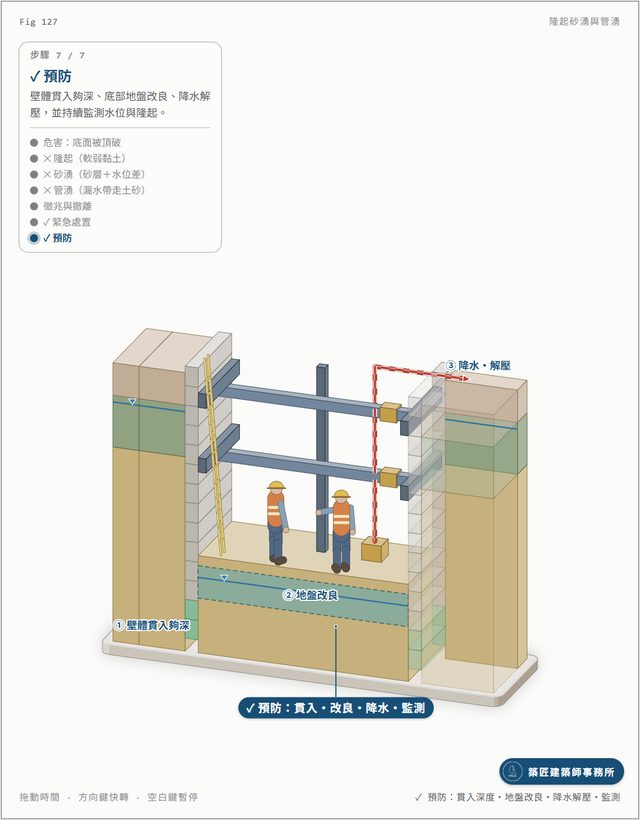 Fig 127
隆起砂湧與管湧
步驟 7 / 7
✓ 預防
壁體貫入夠深、底部地盤改良、降水解
壓，並持續監測水位與隆起。
危害：底面被頂破
✕ 隆起（軟弱黏土）
✕ 砂湧（砂層＋水位差）
✕ 管湧（漏水帶走土砂）
徵兆與撤離
✓ 緊急處置
✓ 預防
③ 降水・解壓
② 地盤改良
① 壁體貫入夠深
✓ 預防：貫入・改良・降水・監測
築匠建築師事務所
拖動時間 · 方向鍵快轉 · 空白鍵暫停
✓ 預防：貫入深度・地盤改良・降水解壓・監測